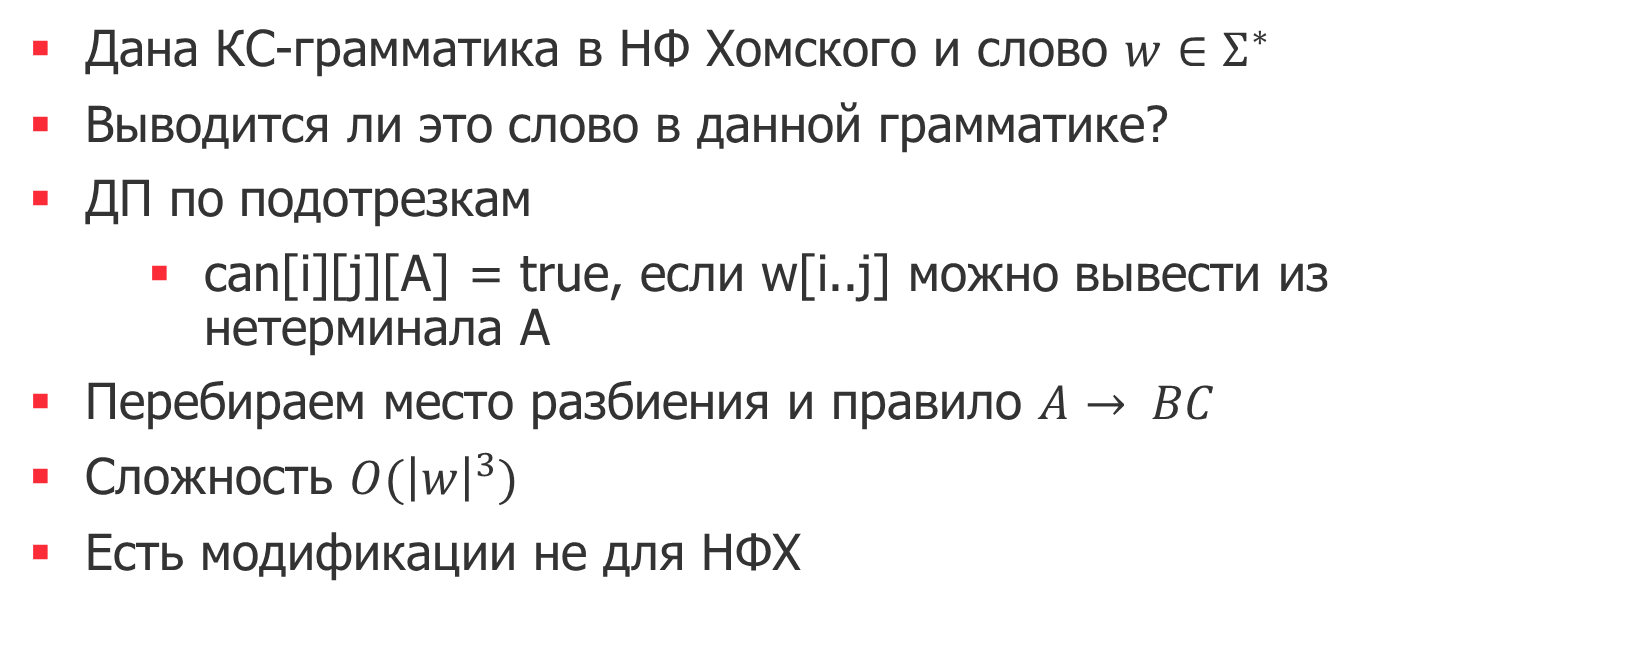 ▪ Дана КС-грамматика в НФ Хомского и слово w ∈ Σ*
▪ Выводится ли это слово в данной грамматике?
▪ ДП по подотрезкам
▪ can[i][j][A] = true, если w[i..j] можно вывести из
нетерминала A
▪ Перебираем место разбиения и правило A → BC
▪ Сложность O(|w|³)
▪ Есть модификации не для НФХ